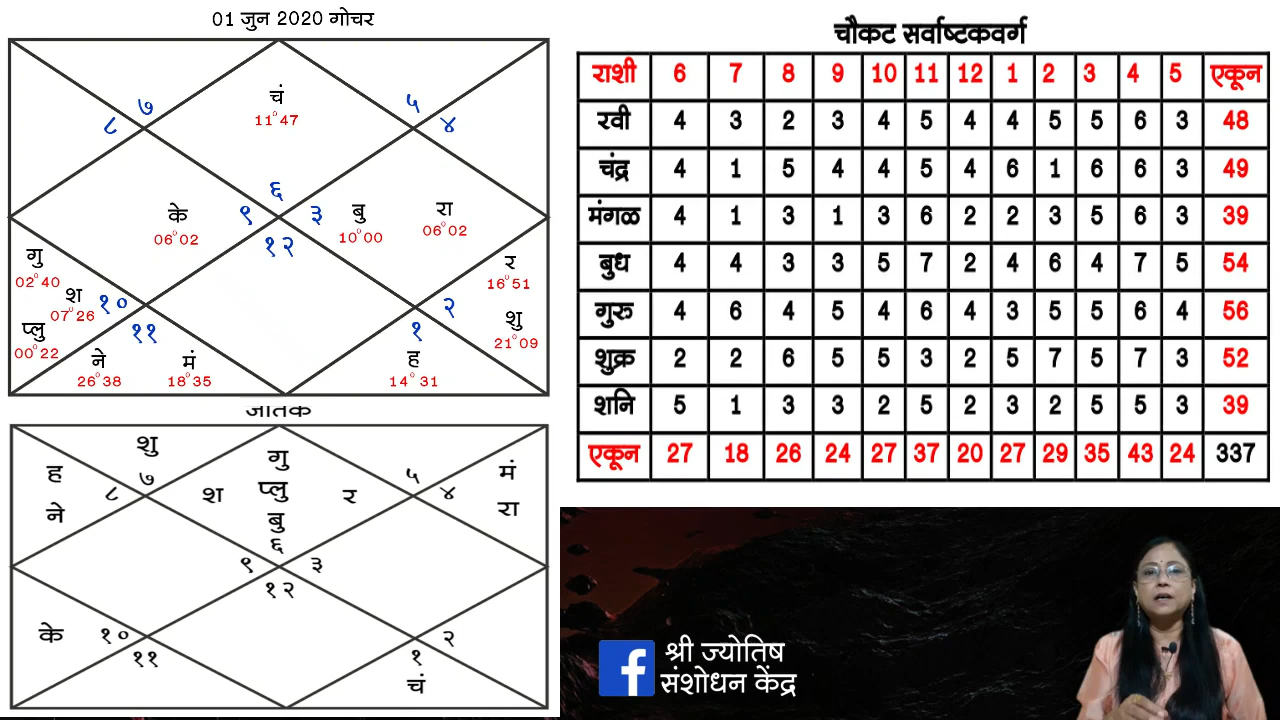 01 जुन 2020 गोचर
७
८
चं
11°47
५
४
६
के
06°02
९
३
बु
10°00
रा
06°02
१२
गु
02°40
श
07°26
१०
प्लु
00°22
११
ने
26°38
मं
18°35
र
16°51
२
शु
21°09
१
ह
14°31
जातक
शु
७
ह
८
ने
गु
श
प्लु
र
बु
६
५
मं
४
रा
९
३
१२
के
१०
११
२
१
चं
चौकट सर्वाष्टकवर्ग
राशी 6 7 8 9 10 11 12 1 2 3 4 5 एकून
रवी 4 3 2 3 4 5 4 4 5 5 6 3 48
चंद्र 4 1 5 4 4 5 4 6 1 6 6 3 49
मंगळ 4 1 3 1 3 6 2 2 3 5 6 3 39
बुध 4 4 3 3 5 7 2 4 6 4 7 5 54
गुरु 4 6 4 5 4 6 4 3 5 5 6 4 56
शुक्र 2 2 6 5 5 3 2 5 7 5 7 3 52
शनि 5 1 3 3 2 5 2 3 2 5 5 3 39
एकून 27 18 26 24 27 37 20 27 29 35 43 24 337
f
श्री ज्योतिष
संशोधन केंद्र